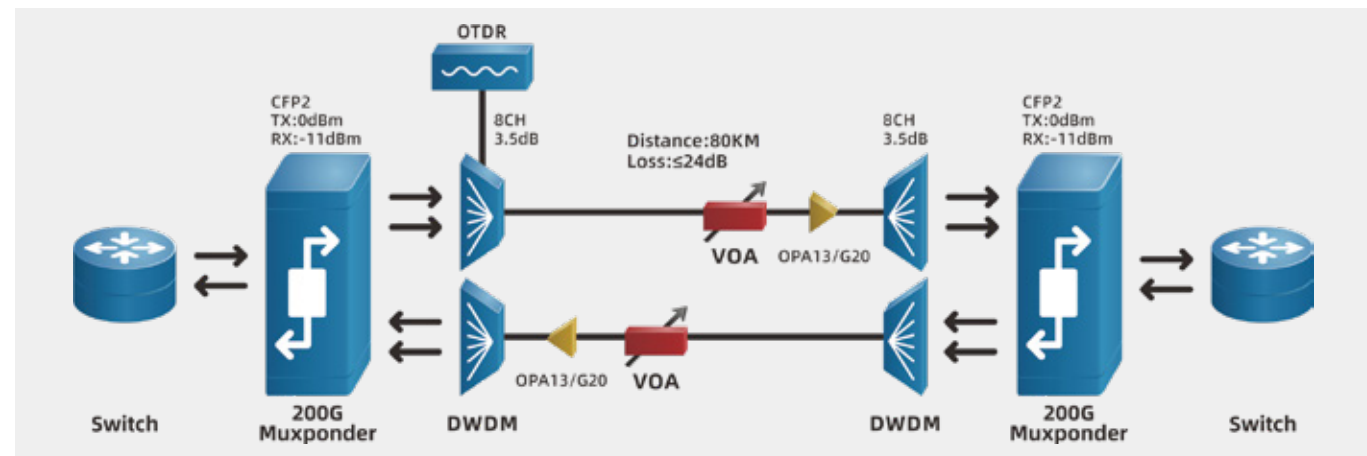 OTDR
CFP2
TX:0dBm
RX:-11dBm
8CH
3.5dB
Distance:80KM
Loss:≤24dB
8CH
3.5dB
CFP2
TX:0dBm
RX:-11dBm
VOA
OPA13/G20
OPA13/G20
VOA
Switch
200G
Muxponder
DWDM
DWDM
200G
Muxponder
Switch